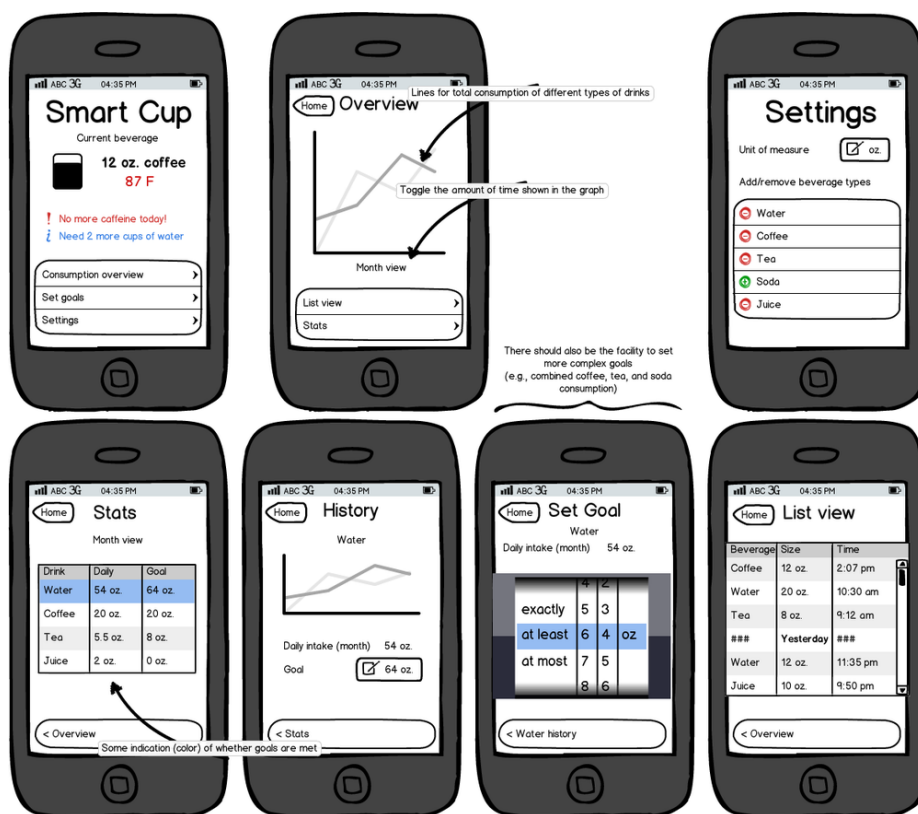 ABC 3G 04:35 PM
Smart Cup
Current beverage
12 oz. coffee
87 F
! No more caffeine today!
i Need 2 more cups of water
Consumption overview >
Set goals >
Settings >
ABC 3G 04:35 PM
Home Overview
Lines for total consumption of different types of drinks
Toggle the amount of time shown in the graph
Month view
List view >
Stats >
ABC 3G 04:35 PM
Settings
Unit of measure oz.
Add/remove beverage types
Water
Coffee
Tea
Soda
Juice
There should also be the facility to set
more complex goals
(e.g., combined coffee, tea, and soda
consumption)
ABC 3G 04:35 PM
Home Stats
Month view
Drink Daily Goal
Water 54 oz. 64 oz.
Coffee 20 oz. 20 oz.
Tea 5.5 oz. 8 oz.
Juice 2 oz. 0 oz.
< Overview
Some indication (color) of whether goals are met
ABC 3G 04:35 PM
Home History
Water
Daily intake (month) 54 oz.
Goal 64 oz.
< Stats
ABC 3G 04:35 PM
Home Set Goal
Water
Daily intake (month) 54 oz.
4 2
exactly 5 3
at least 6 4 oz
at most 7 5
8 6
< Water history
ABC 3G 04:35 PM
Home List view
Beverage Size Time
Coffee 12 oz. 2:07 pm
Water 20 oz. 10:30 am
Tea 8 oz. 9:12 am
### Yesterday ###
Water 12 oz. 11:35 pm
Juice 10 oz. 9:50 pm
< Overview